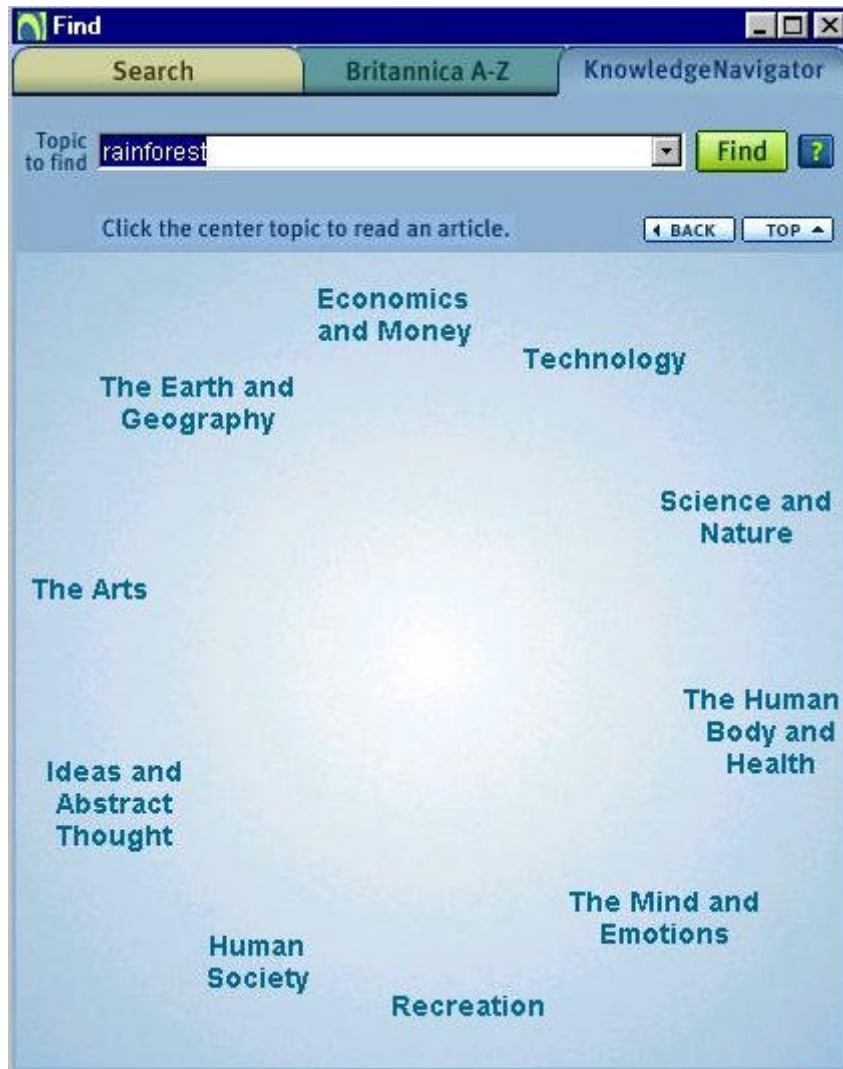 Find
Search
Britannica A-Z
KnowledgeNavigator
Topic
to find
rainforest
Find
?
Click the center topic to read an article.
BACK
TOP
Economics
and Money
Technology
The Earth and
Geography
Science and
Nature
The Arts
The Human
Body and
Health
Ideas and
Abstract
Thought
The Mind and
Emotions
Human
Society
Recreation